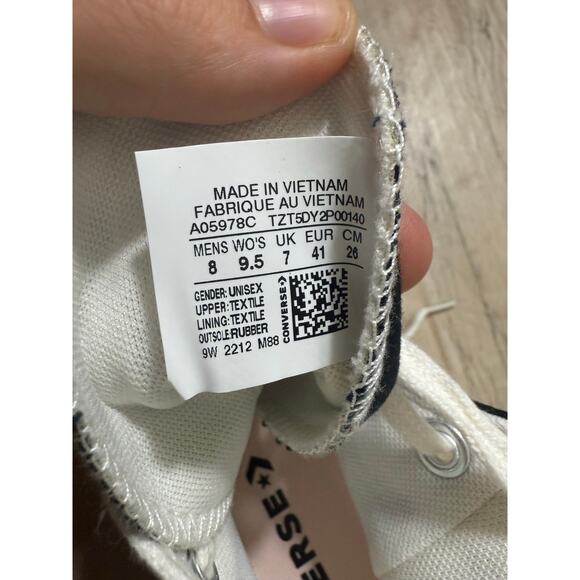 MADE IN VIETNAM
FABRIQUE AU VIETNAM
A05978C TZT5DY2P00140
MENS WO'S UK EUR CM
8 9.5 7 41 26
GENDER: UNISEX
UPPER: TEXTILE
LINING: TEXTILE
OUTSOLE: RUBBER
9W 2212 M88
CONVERSE
ERSE